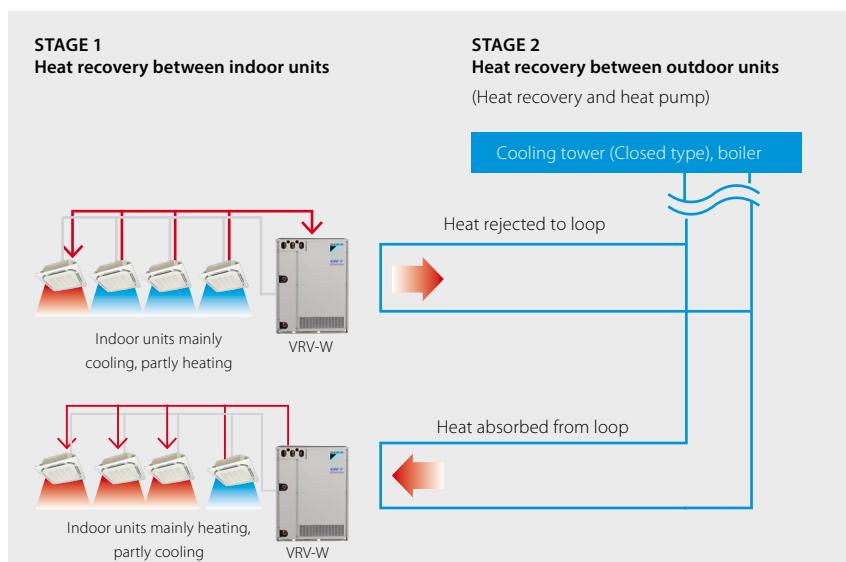 STAGE 1
Heat recovery between indoor units
STAGE 2
Heat recovery between outdoor units
(Heat recovery and heat pump)
Cooling tower (Closed type), boiler
Heat rejected to loop
Indoor units mainly
cooling, partly heating
VRV-W
Heat absorbed from loop
Indoor units mainly heating,
partly cooling
VRV-W